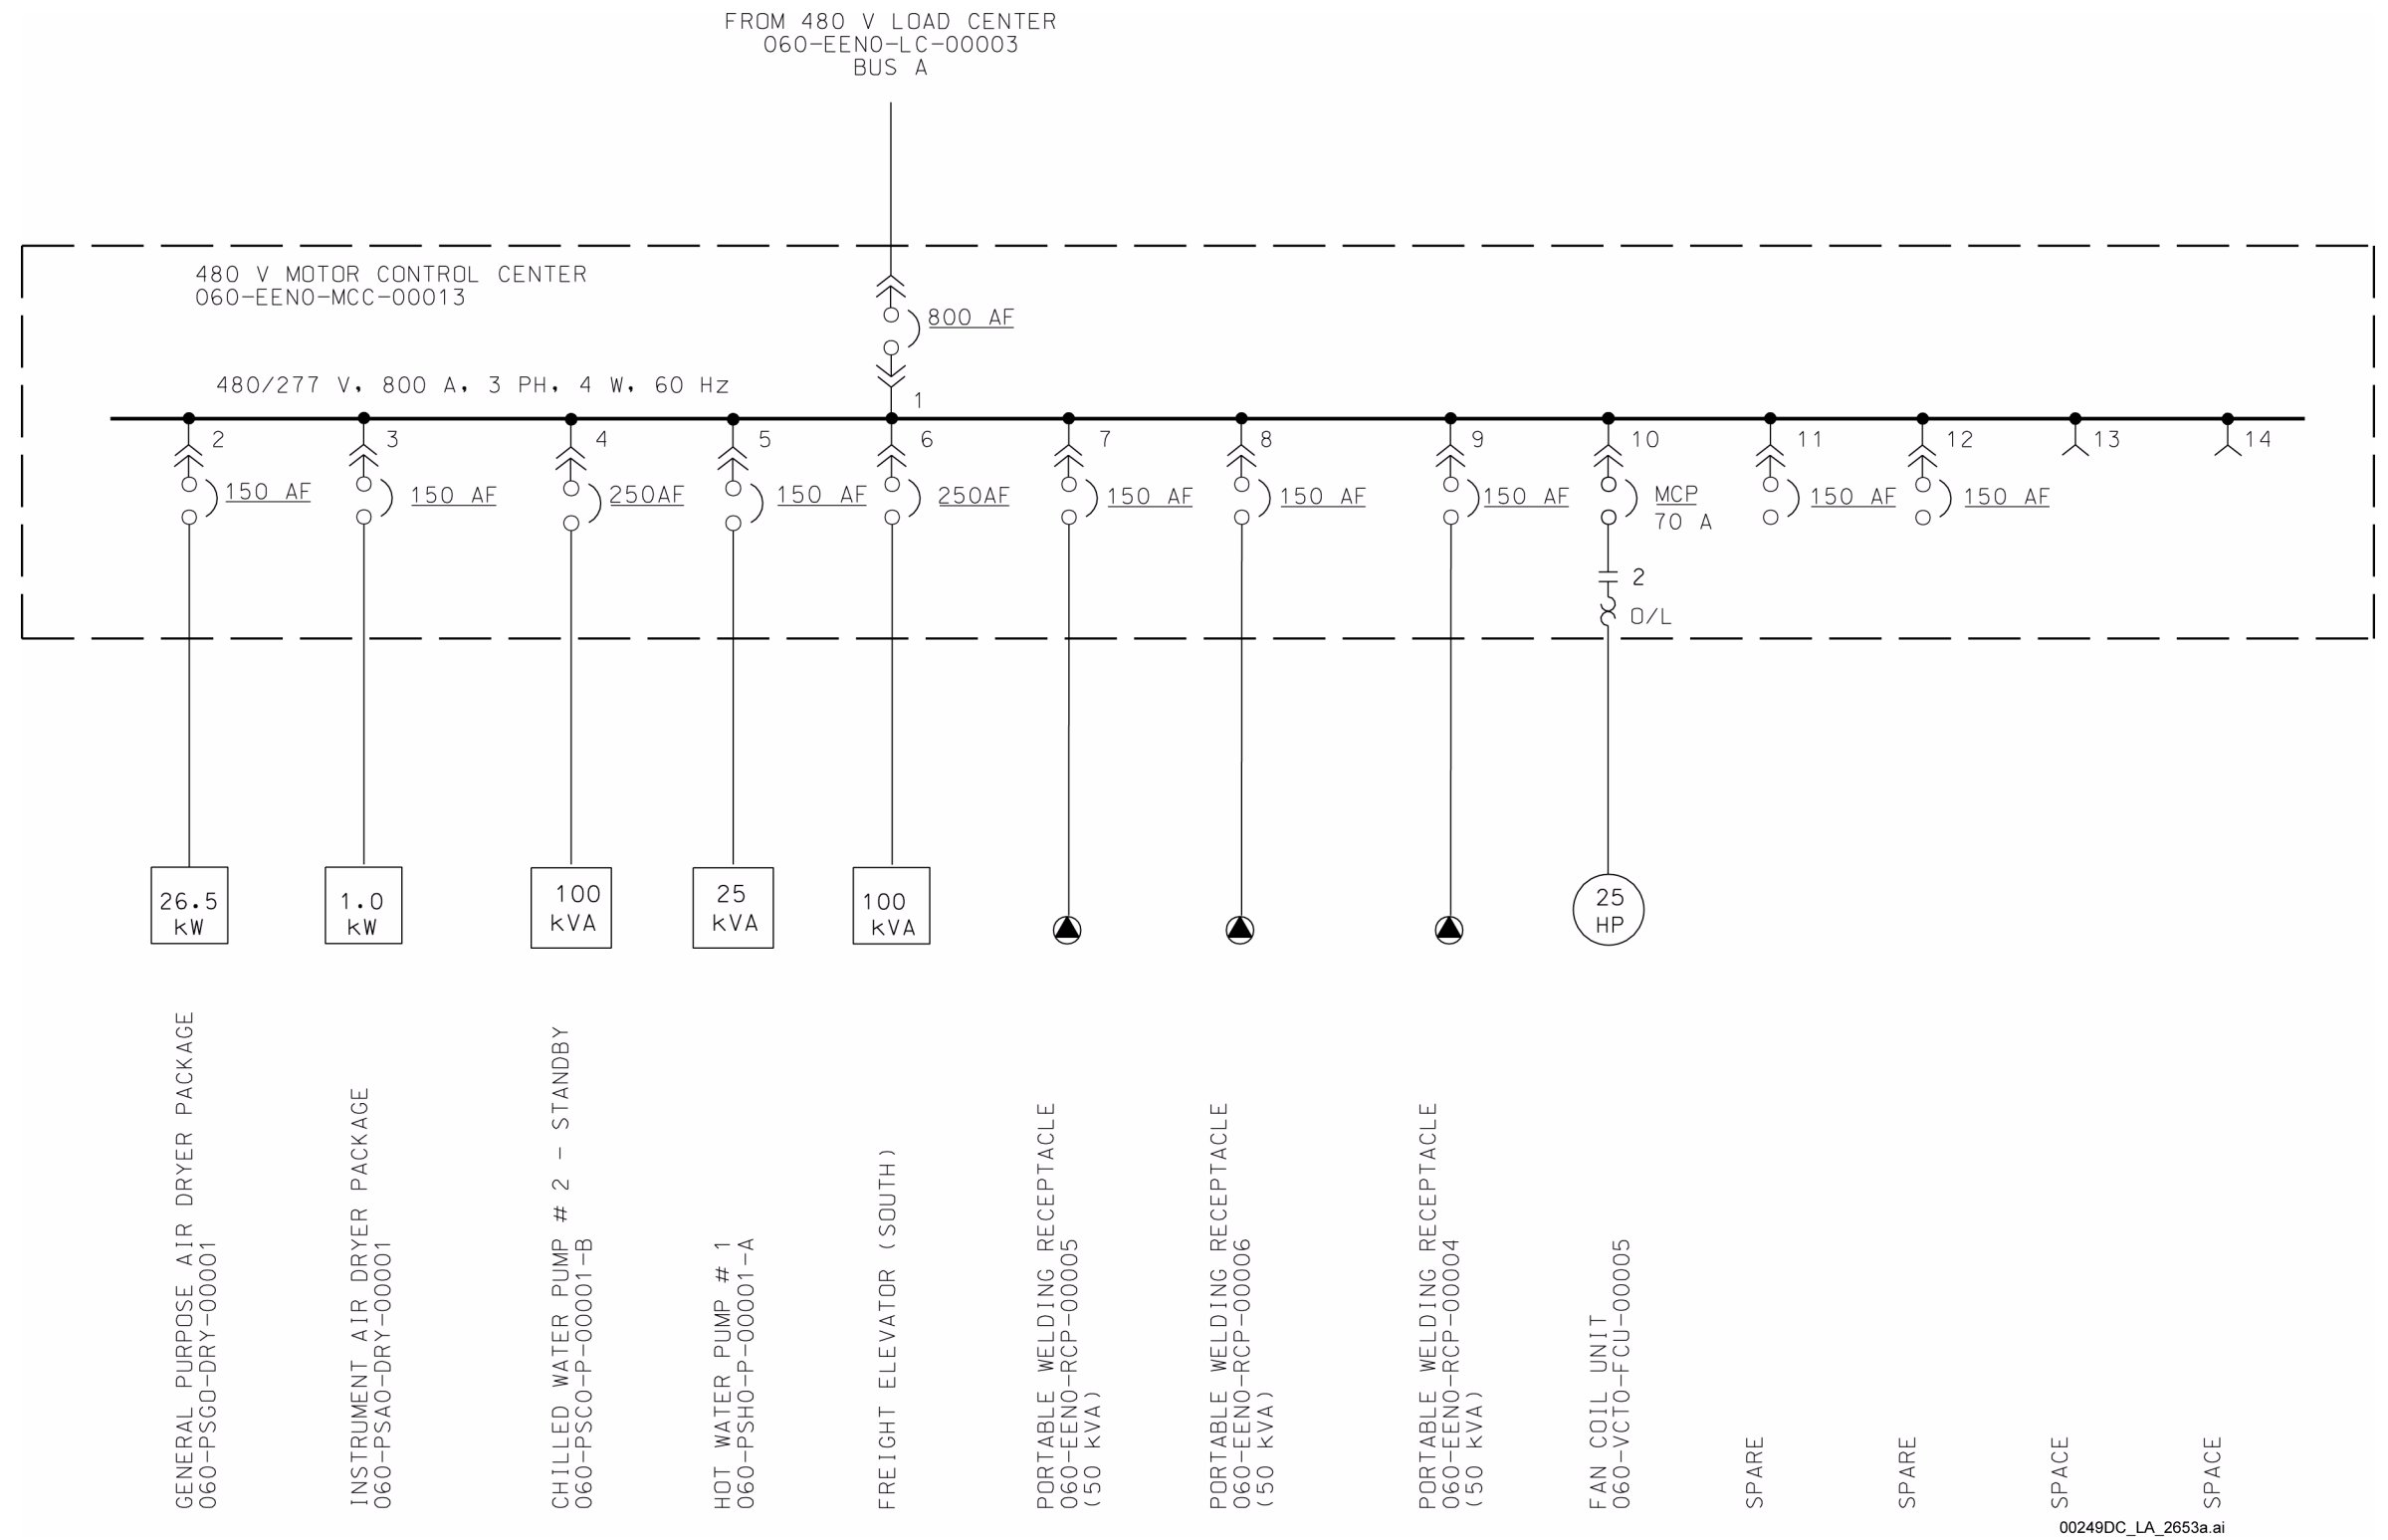 FROM 480 V LOAD CENTER
060-EEN0-LC-00003
BUS A
480 V MOTOR CONTROL CENTER
060-EEN0-MCC-00013
800 AF
480/277 V, 800 A, 3 PH, 4 W, 60 Hz
1
2
3
4
5
6
7
8
9
10
11
12
13
14
150 AF
150 AF
250AF
150 AF
250AF
150 AF
150 AF
150 AF
MCP
70 A
150 AF
150 AF
2
O/L
26.5
kW
1.0
kW
100
kVA
25
kVA
100
kVA
25
HP
GENERAL PURPOSE AIR DRYER PACKAGE
060-PSG0-DRY-00001
INSTRUMENT AIR DRYER PACKAGE
060-PSA0-DRY-00001
CHILLED WATER PUMP # 2 - STANDBY
060-PSC0-P-00001-B
HOT WATER PUMP # 1
060-PSH0-P-00001-A
FREIGHT ELEVATOR (SOUTH)
PORTABLE WELDING RECEPTACLE
060-EEN0-RCP-00005
(50 kVA)
PORTABLE WELDING RECEPTACLE
060-EEN0-RCP-00006
(50 kVA)
PORTABLE WELDING RECEPTACLE
060-EEN0-RCP-00004
(50 kVA)
FAN COIL UNIT
060-VCT0-FCU-00005
SPARE
SPARE
SPACE
SPACE
00249DC_LA_2653a.ai